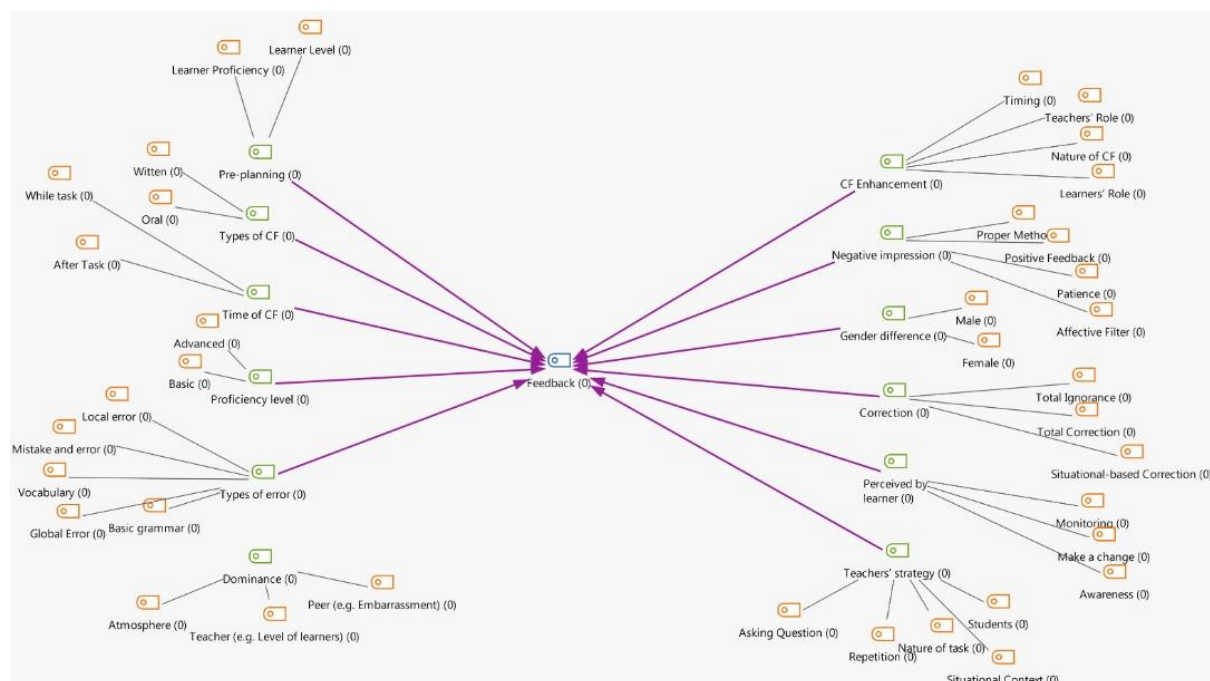 Learner Level (0)
Learner Proficiency (0)
Pre-planning (0)
Witten (0)
While task (0)
Oral (0)
Types of CF (0)
After Task (0)
Time of CF (0)
Advanced (0)
Basic (0)
Proficiency level (0)
Local error (0)
Mistake and error (0)
Vocabulary (0)
Types of error (0)
Global Error (0)
Basic grammar (0)
Dominance (0)
Peer (e.g. Embarrassment) (0)
Atmosphere (0)
Teacher (e.g. Level of learners) (0)
Feedback (0)
Timing (0)
Teachers' Role (0)
Nature of CF (0)
CF Enhancement (0)
Learners' Role (0)
Proper Metho
Negative impression (0)
Positive Feedback (0)
Patience (0)
Affective Filter (0)
Male (0)
Gender difference (0)
Female (0)
Total Ignorance (0)
Correction (0)
Total Correction (0)
Situational-based Correction (0)
Perceived by
learner (0)
Monitoring (0)
Make a change (0)
Awareness (0)
Teachers' strategy (0)
Students (0)
Asking Question (0)
Nature of task (0)
Repetition (0)
Situational Context (0)